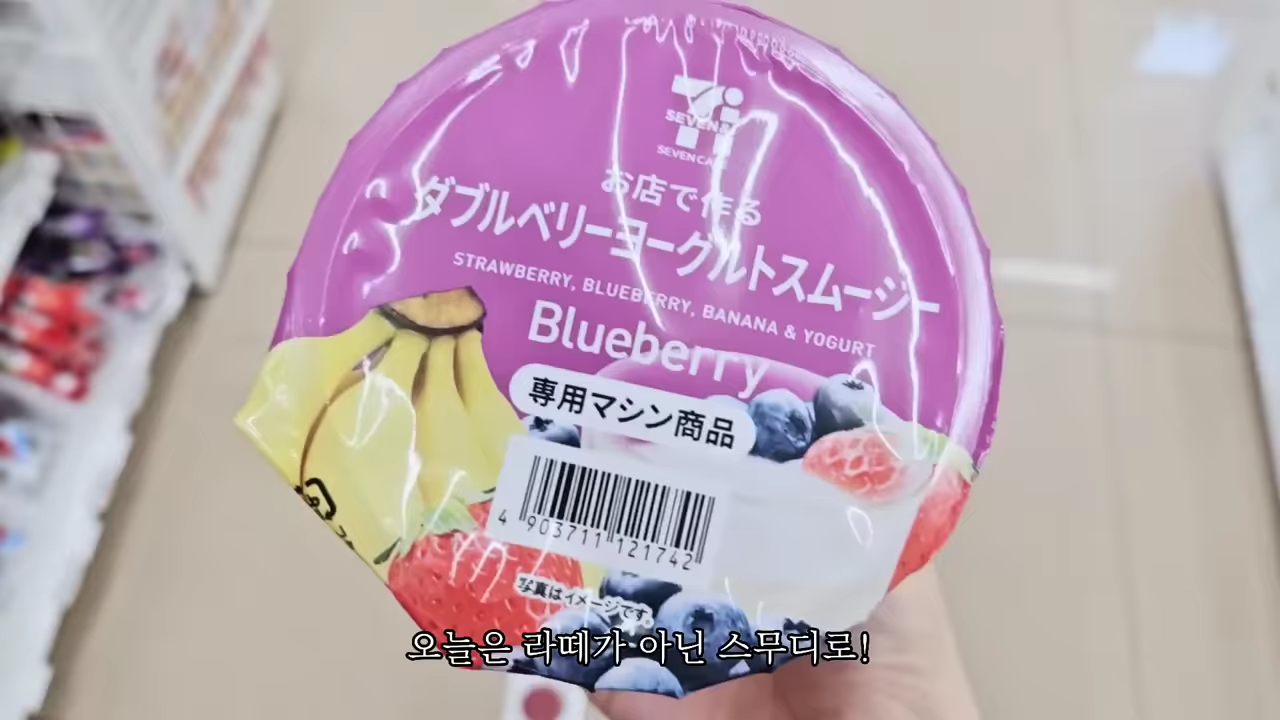 SEVEN CAFÉ
お店で作る
ダブルベリーヨーグルトスムージー
STRAWBERRY, BLUEBERRY, BANANA & YOGURT
Blueberry
専用マシン商品
4 903711 121742
写真はイメージです。
오늘은 라떼가 아닌 스무디로!